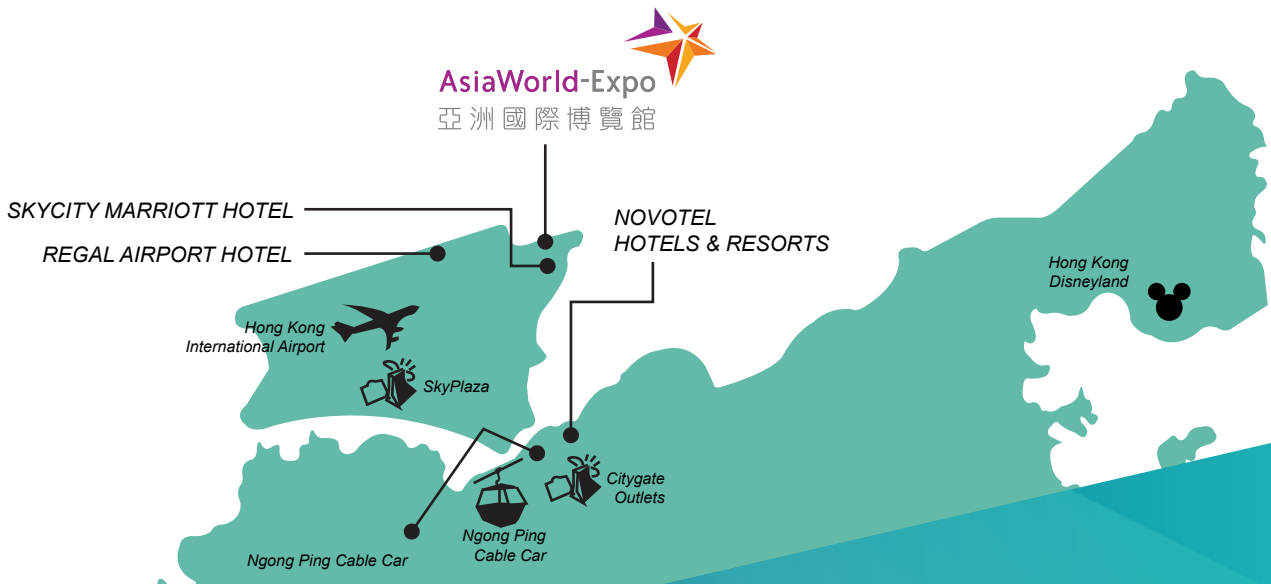 AsiaWorld-Expo
亞洲國際博覽館
SKYCITY MARRIOTT HOTEL
REGAL AIRPORT HOTEL
NOVOTEL
HOTELS & RESORTS
Hong Kong
Disneyland
Hong Kong
International Airport
SkyPlaza
Citygate
Outlets
Ngong Ping
Cable Car
Ngong Ping Cable Car